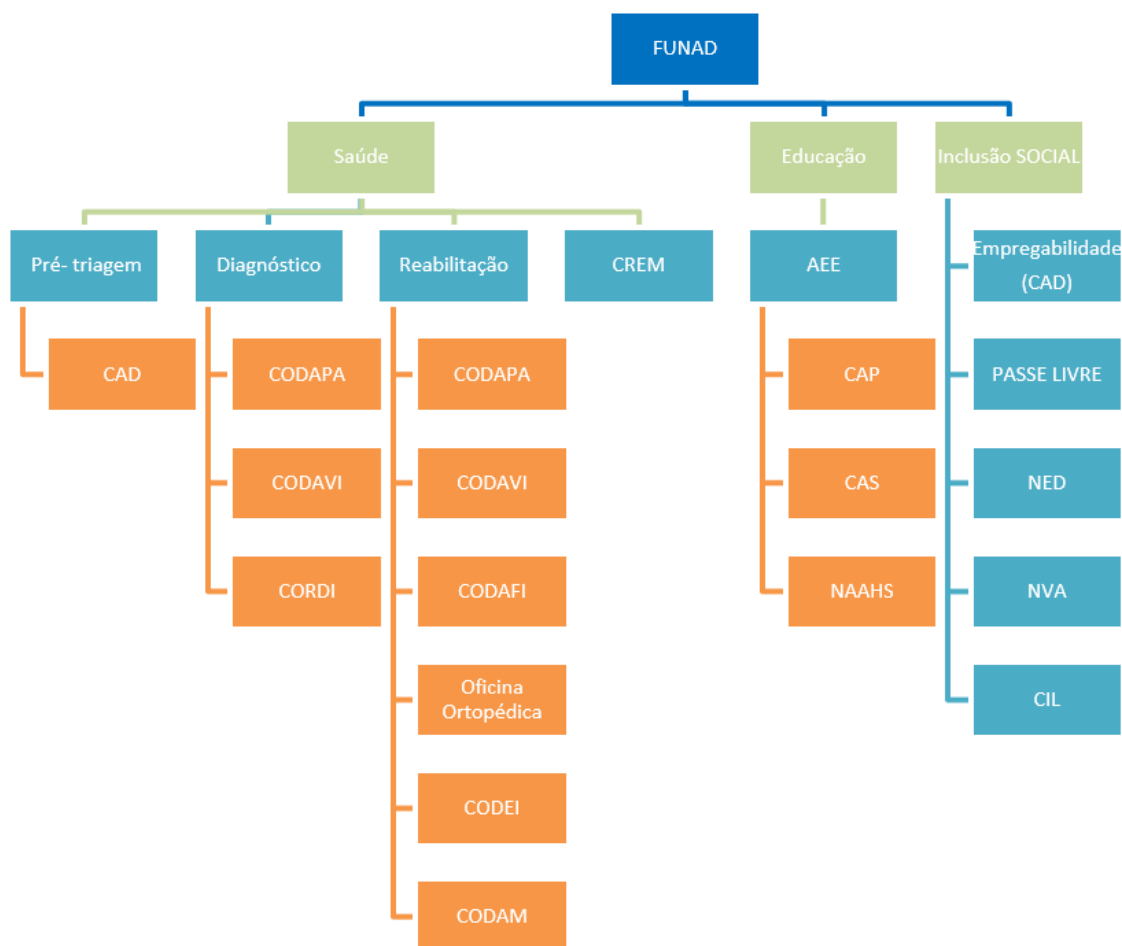 FUNAD
Saúde
Educação
Inclusão SOCIAL
Pré- triagem
Diagnóstico
Reabilitação
CREM
AEE
Empregabilidade
(CAD)
CAD
CODAPA
CODAPA
CAP
PASSE LIVRE
CODAVI
CODAVI
CAS
NED
CORDI
CODAFI
NAAHS
NVA
Oficina
Ortopédica
CIL
CODEI
CODAM